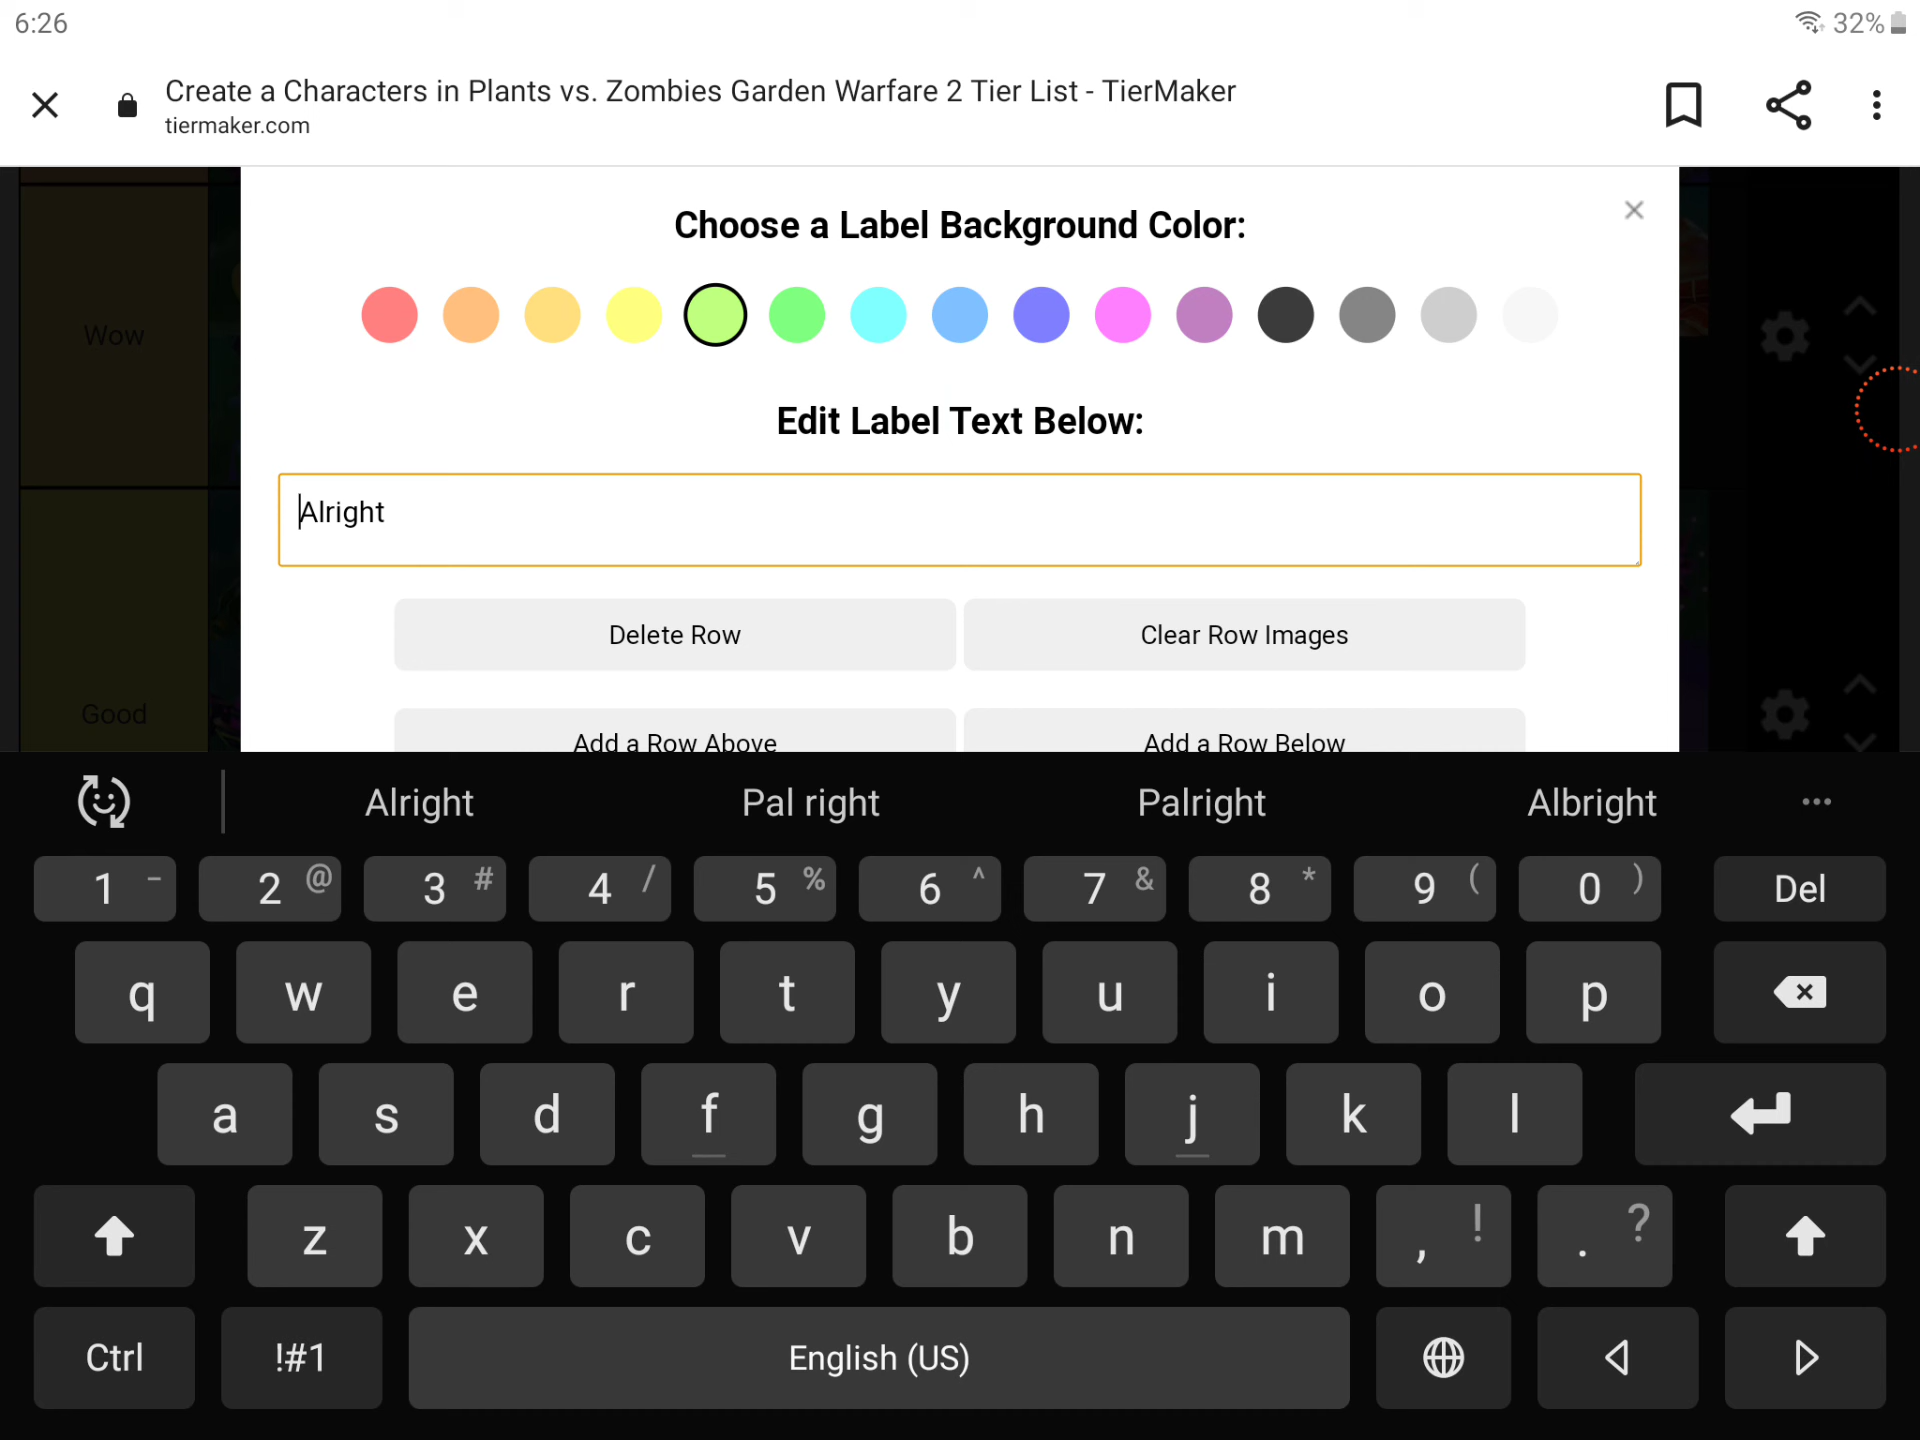 6:26
32%
Create a Characters in Plants vs. Zombies Garden Warfare 2 Tier List - TierMaker
tiermaker.com
Choose a Label Background Color:
Wow
Edit Label Text Below:
Alright
Delete Row
Clear Row Images
Good
Add a Row Above
Add a Row Below
Alright
Pal right
Palright
Albright
...
1 - 2 @ 3 # 4 / 5 % 6 ^ 7 & 8 * 9 ( 0 ) Del
q w e r t y u i o p
a s d f g h j k l
z x c v b n m , ! . ?
Ctrl !#1 English (US)